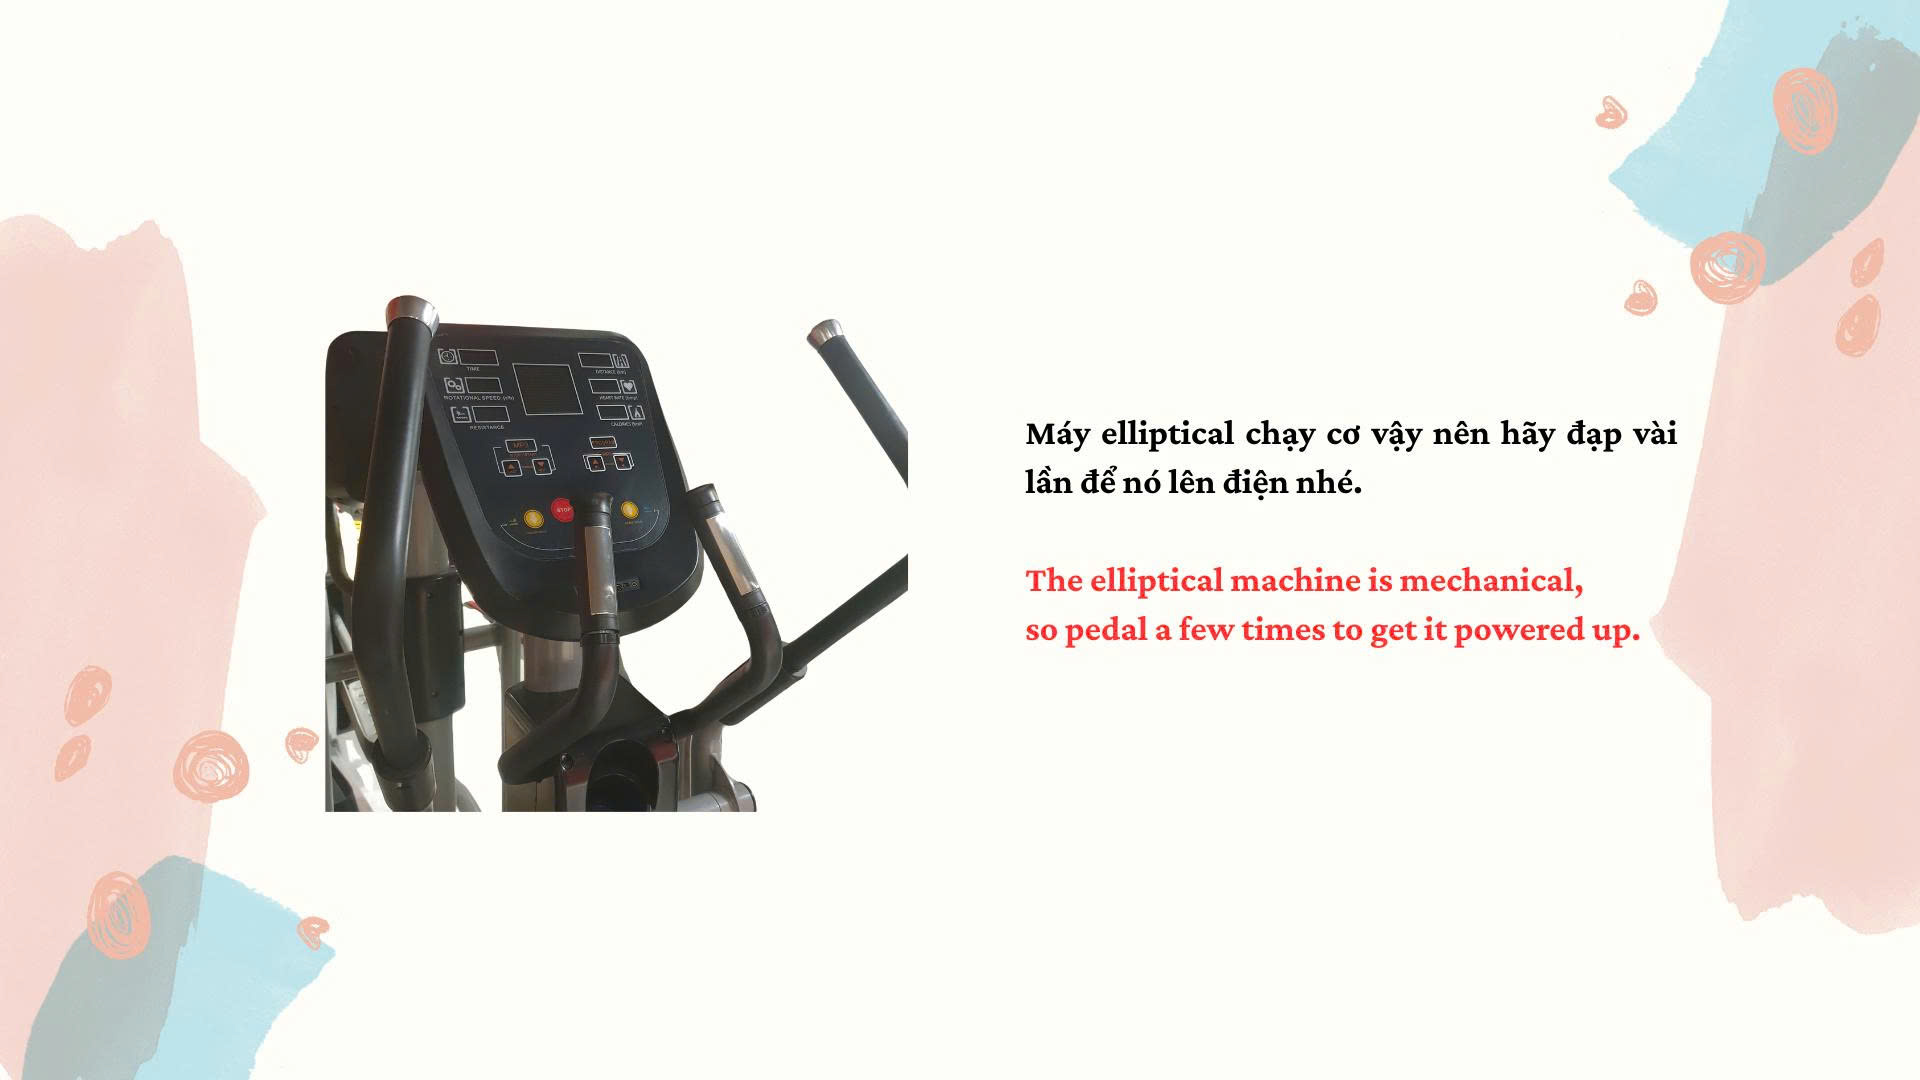 TIME
ROTATIONAL SPEED
RESISTANCE
DISTANCE (km)
HEART RATE
CALORIES
STOP
Máy elliptical chạy cơ vậy nên hãy đạp vài
lần để nó lên điện nhé.
The elliptical machine is mechanical,
so pedal a few times to get it powered up.